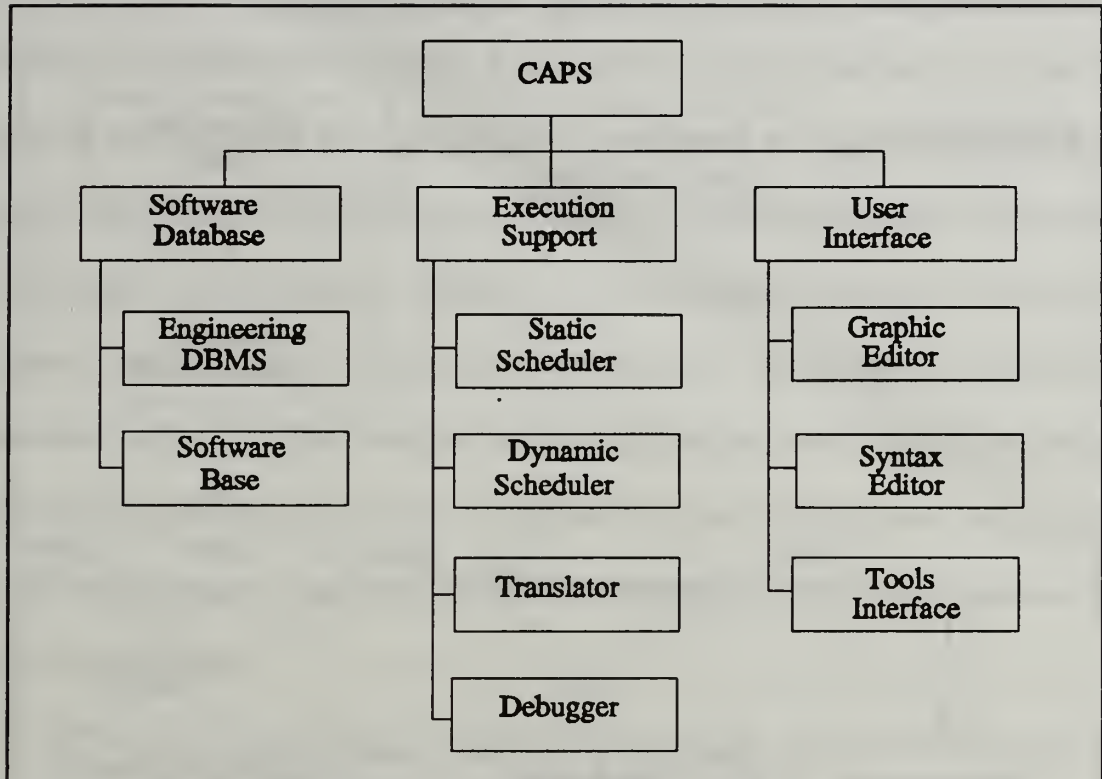 CAPS
Software
Database
Execution
Support
User
Interface
Engineering
DBMS
Static
Scheduler
Graphic
Editor
Software
Base
Dynamic
Scheduler
Syntax
Editor
Translator
Tools
Interface
Debugger